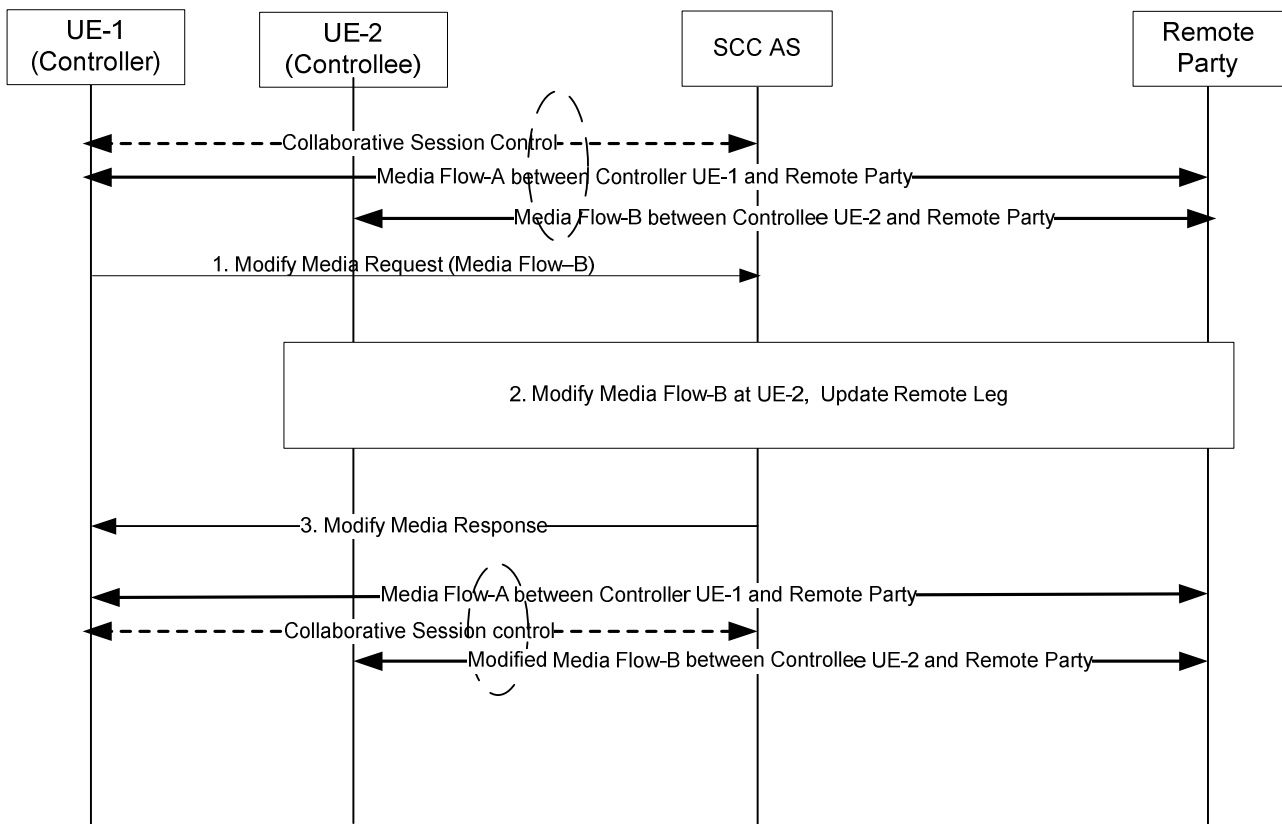 UE-1
(Controller)
UE-2
(Controllee)
SCC AS
Remote
Party
Collaborative Session Control
Media Flow-A between Controller UE-1 and Remote Party
Media Flow-B between Controllee UE-2 and Remote Party
1. Modify Media Request (Media Flow–B)
2. Modify Media Flow-B at UE-2, Update Remote Leg
3. Modify Media Response
Media Flow-A between Controller UE-1 and Remote Party
Collaborative Session control
Modified Media Flow-B between Controllee UE-2 and Remote Party